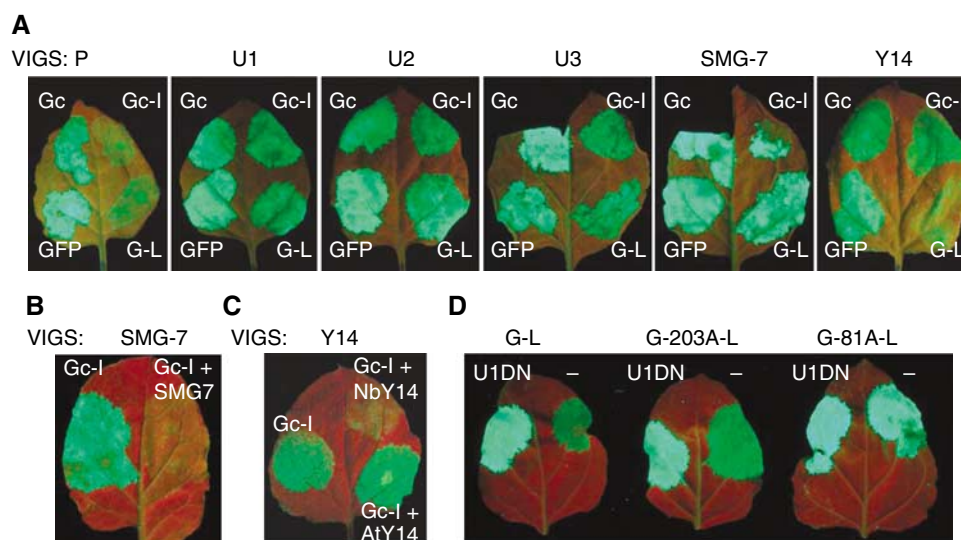 A
VIGS: P U1 U2 U3 SMG-7 Y14
Gc Gc-I Gc Gc-I Gc Gc-I Gc Gc-I Gc Gc-I Gc Gc-
GFP G-L GFP G-L GFP G-L GFP G-L GFP G-L GFP G-L
B C D
VIGS: SMG-7 VIGS: Y14 G-L G-203A-L G-81A-L
Gc-I Gc-I +
SMG7
Gc-I +
NbY14
Gc-I
Gc-I +
AtY14
U1DN – U1DN – U1DN –